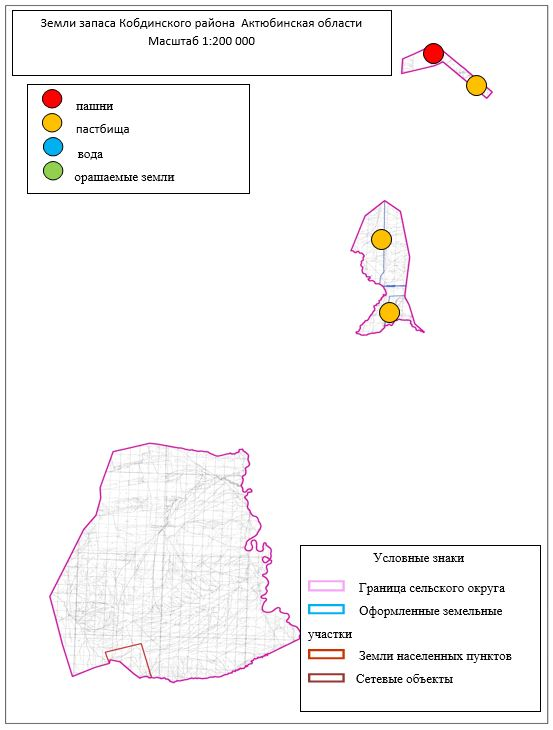 Земли запаса Кобдинского района Актюбинской области
Масштаб 1:200 000
пашни
пастбища
вода
орашаемые земли
Условные знаки
Граница сельского округа
Оформленные земельные
участки
Земли населенных пунктов
Сетевые объекты